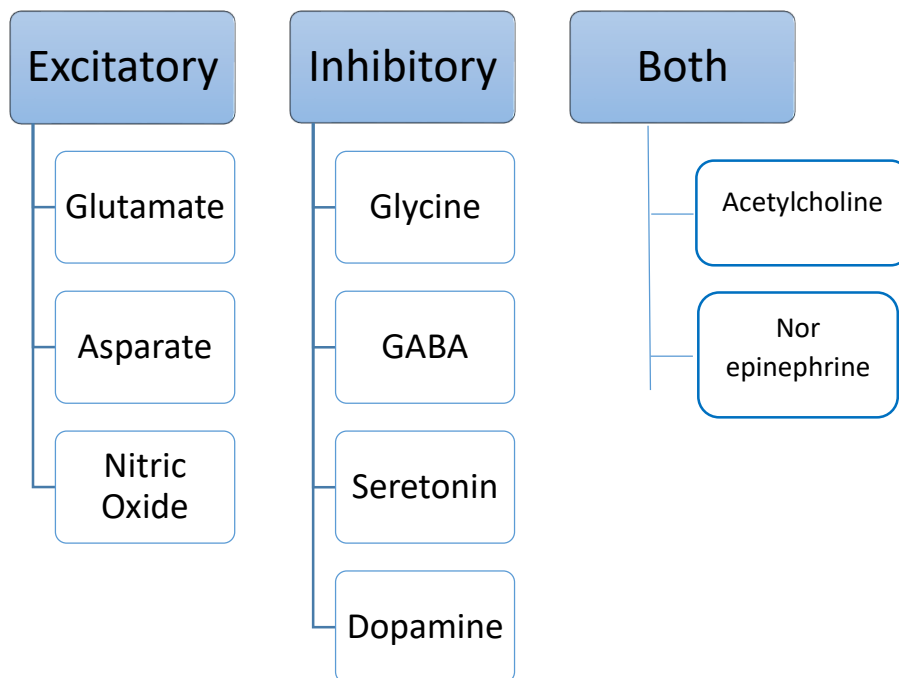 Excitatory
Glutamate
Asparate
Nitric
Oxide
Inhibitory
Glycine
GABA
Seretonin
Dopamine
Both
Acetylcholine
Nor
epinephrine